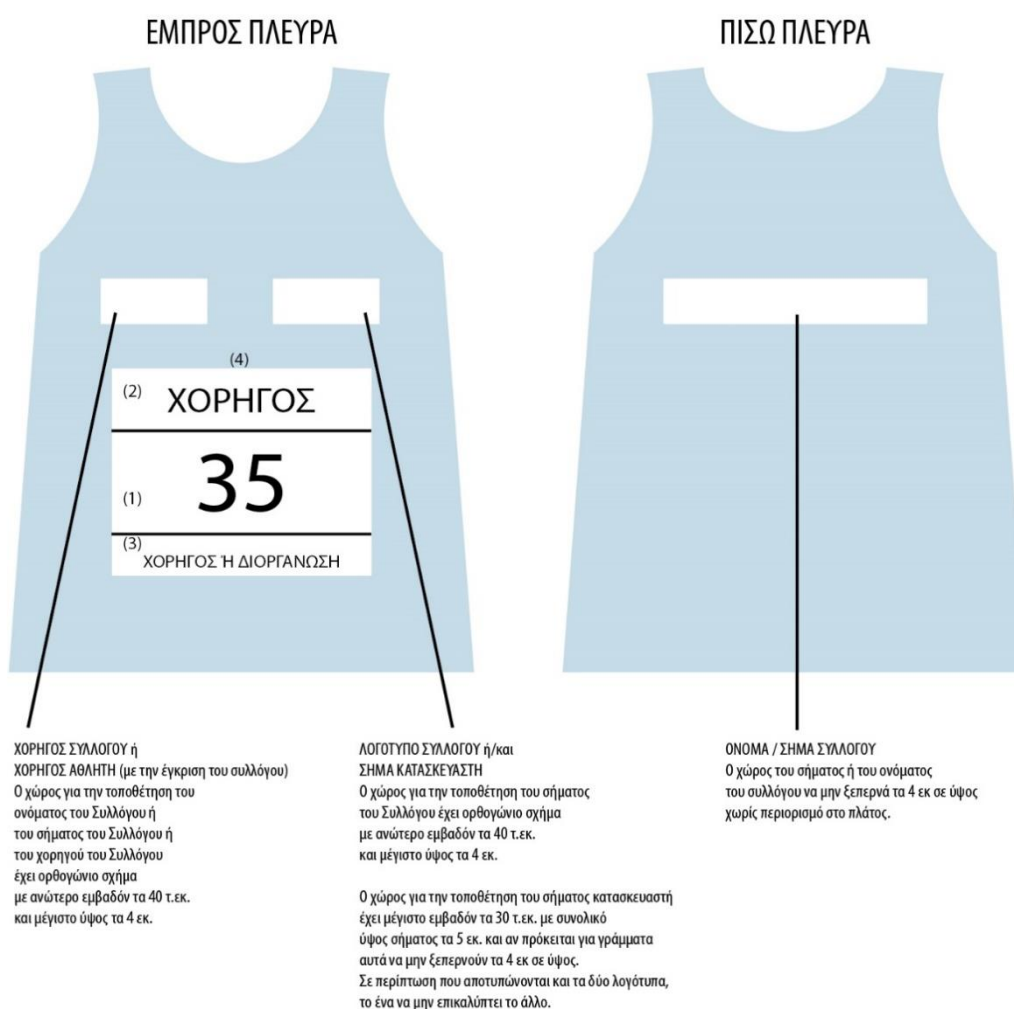 ΕΜΠΡΟΣ ΠΛΕΥΡΑ
ΠΙΣΩ ΠΛΕΥΡΑ
(4)
(2)
ΧΟΡΗΓΟΣ
35
(1)
(3)
ΧΟΡΗΓΟΣ Ή ΔΙΟΡΓΑΝΩΣΗ
ΧΟΡΗΓΟΣ ΣΥΛΛΟΓΟΥ ή
ΧΟΡΗΓΟΣ ΑΘΛΗΤΗ (με την έγκριση του συλλόγου)
Ο χώρος για την τοποθέτηση του
ονόματος του Συλλόγου ή
του σήματος του Συλλόγου ή
του χορηγού του Συλλόγου
έχει ορθογώνιο σχήμα
με ανώτερο εμβαδόν τα 40 τ.εκ.
και μέγιστο ύψος τα 4 εκ.
ΛΟΓΟΤΥΠΟ ΣΥΛΛΟΓΟΥ ή/και
ΣΗΜΑ ΚΑΤΑΣΚΕΥΑΣΤΗ
Ο χώρος για την τοποθέτηση του σήματος
του Συλλόγου έχει ορθογώνιο σχήμα
με ανώτερο εμβαδόν τα 40 τ.εκ.
και μέγιστο ύψος τα 4 εκ.
Ο χώρος για την τοποθέτηση του σήματος κατασκευαστή
έχει μέγιστο εμβαδόν τα 30 τ.εκ. με συνολικό
ύψος σήματος τα 5 εκ. και αν πρόκειται για γράμματα
αυτά να μην ξεπερνούν τα 4 εκ σε ύψος.
Σε περίπτωση που αποτυπώνονται και τα δύο λογότυπα,
το ένα να μην επικαλύπτει το άλλο.
ΟΝΟΜΑ / ΣΗΜΑ ΣΥΛΛΟΓΟΥ
Ο χώρος του σήματος ή του ονόματος
του συλλόγου να μην ξεπερνά τα 4 εκ σε ύψος
χωρίς περιορισμό στο πλάτος.